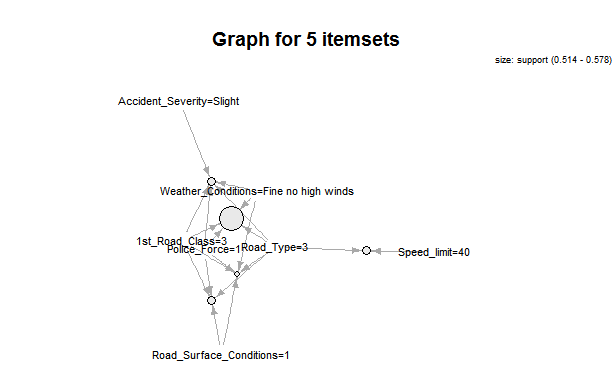 Graph for 5 itemsets
size: support (0.514 - 0.578)
Accident_Severity=Slight
Weather_Conditions=Fine no high winds
1st_Road_Class=3
Police_Force=1
Road_Type=3
Speed_limit=40
Road_Surface_Conditions=1